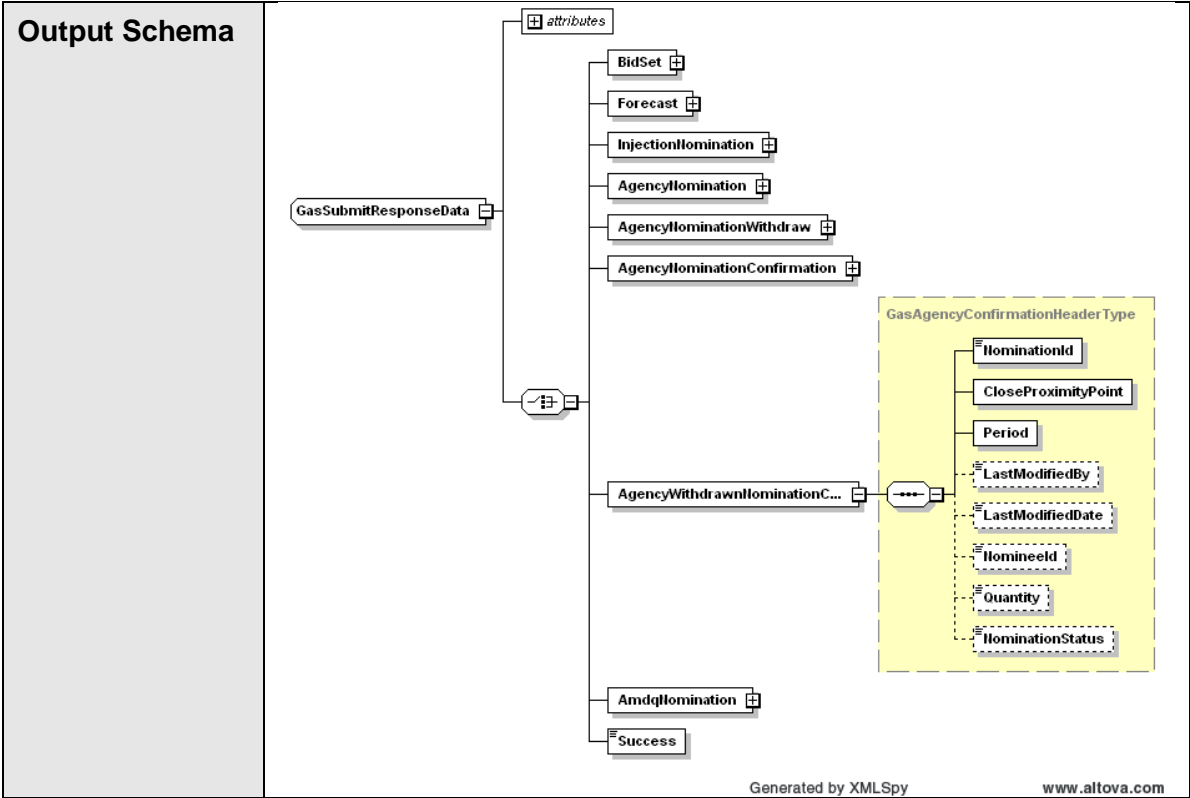 Output Schema
attributes
BidSet
Forecast
InjectionNomination
AgencyNomination
GasSubmitResponseData
AgencyNominationWithdraw
AgencyNominationConfirmation
GasAgencyConfirmationHeaderType
NominationId
CloseProximityPoint
Period
LastModifiedBy
AgencyWithdrawnNominationC...
LastModifiedDate
NomineeId
Quantity
NominationStatus
AmdqNomination
Success
Generated by XMLSpy www.altova.com